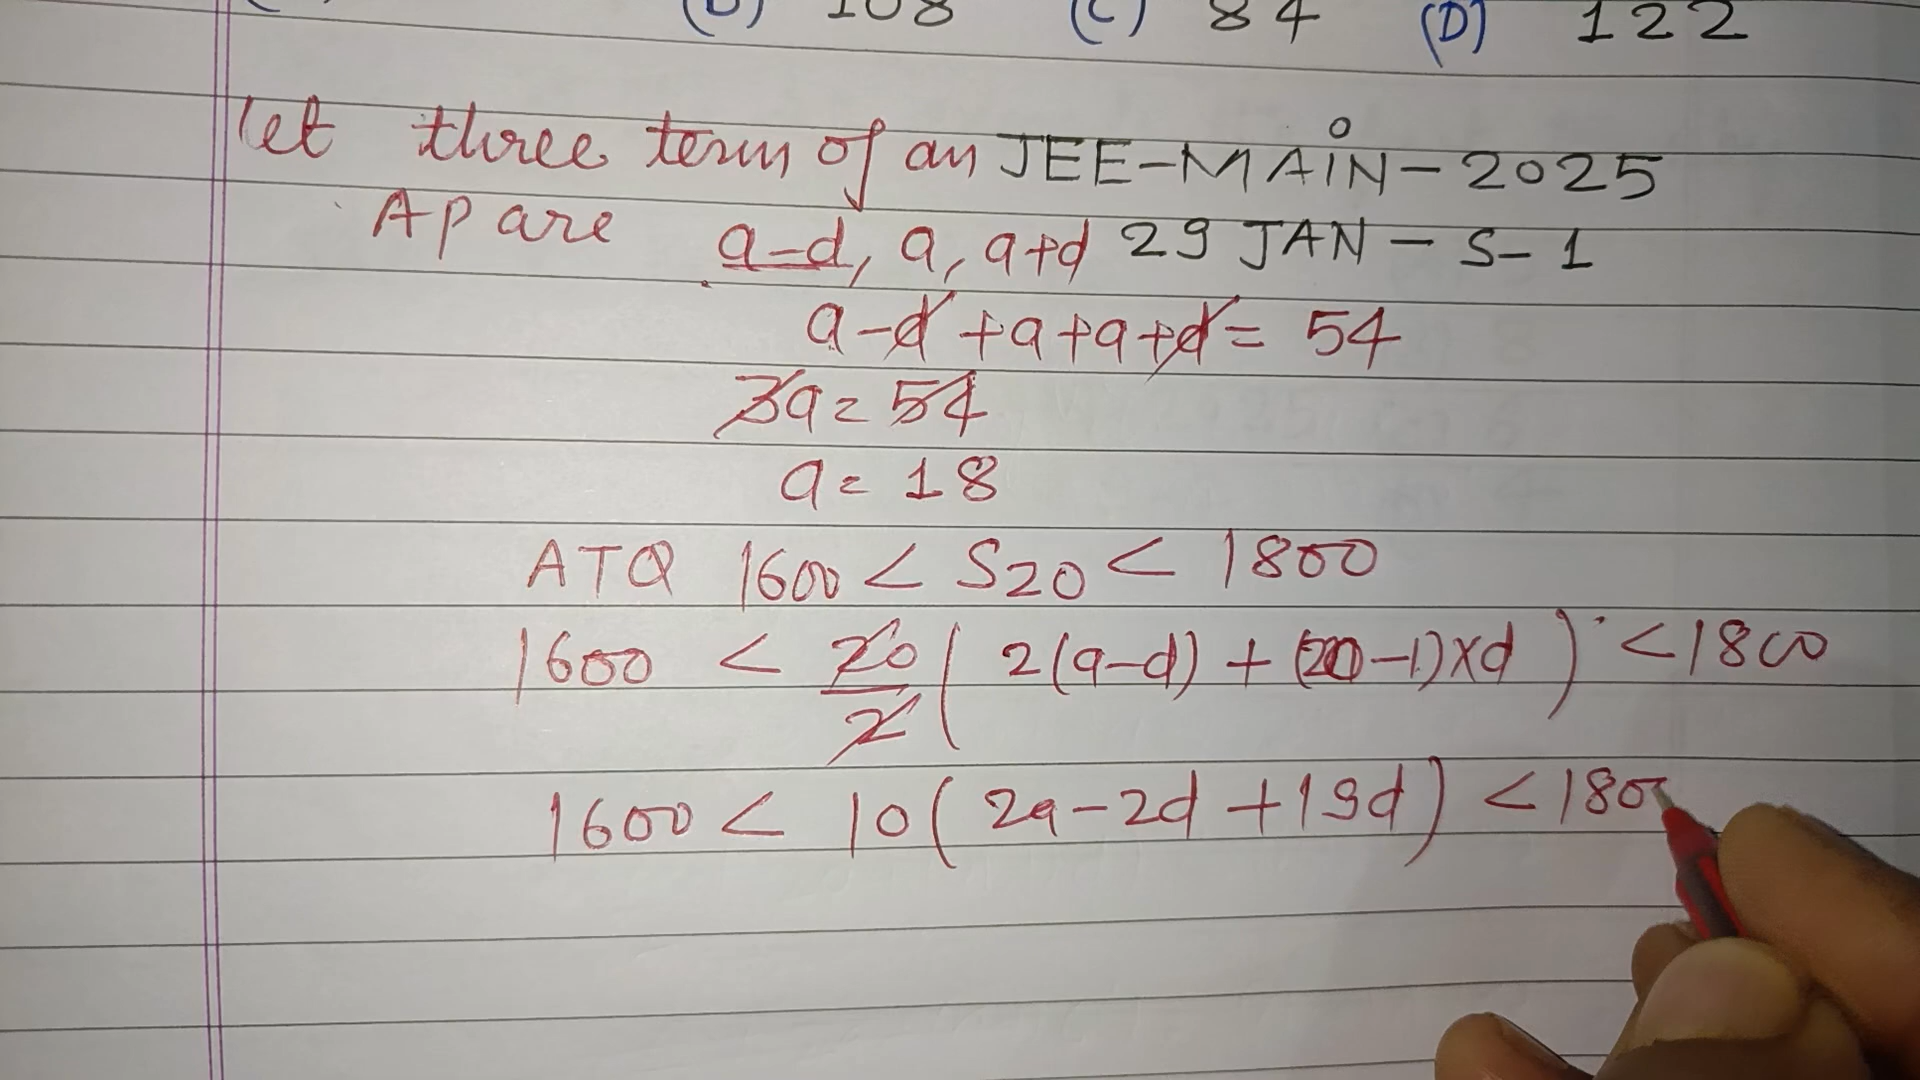 (B) 108 (C) 84 (D) 122
let three term of an JEE-MAIN-2025
AP are a-d, a, a+d 29 JAN - S-1
a-d+a+a+d = 54
3a = 54
a = 18
ATQ 1600 < S20 < 1800
1600 < 20/2 ( 2(a-d) + (20-1)xd ) < 1800
1600 < 10( 2a-2d+19d) < 180